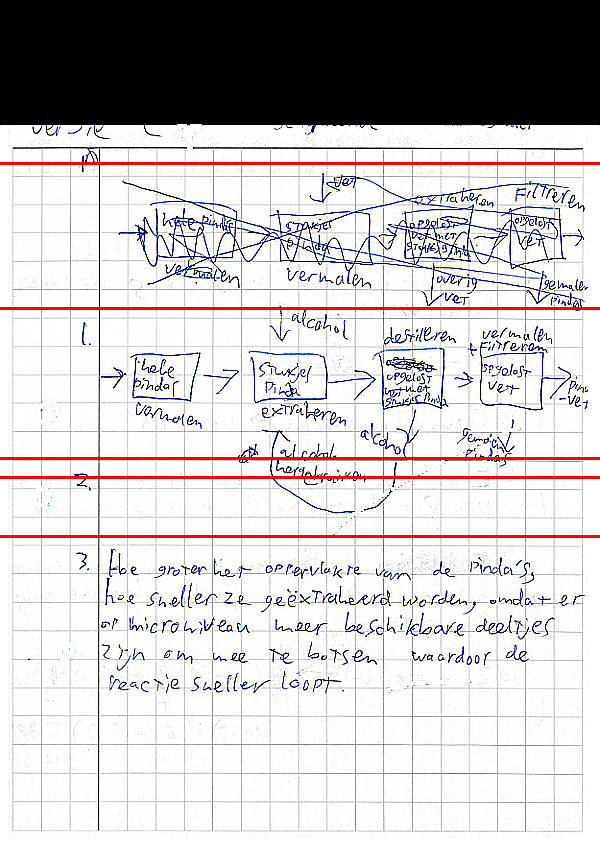 versie
vet
extraheren
Filtreren
hele pinda
stukjes
pinda
opgelost
vet met
stukjes pinda
opgelost
vet
vermalen
vermalen
overig
vet
gemalen
pindas
1.
alcohol
destilleren
vermalen
+ Filtreren
hele
pindas
stukjes
pinda
opgelost
vet met
stukjes pinda
opgelost
vet
pinda
vet
vermalen
extraheren
alcohol
gemalen
pindas
alcohol
hergebruiken
2.
3. Hoe groter het oppervlakte van de pinda's,
hoe sneller ze geëxtraheerd worden, omdat er
op microniveau meer beschikbare deeltjes
zijn om mee te botsen waardoor de
reactie sneller loopt.